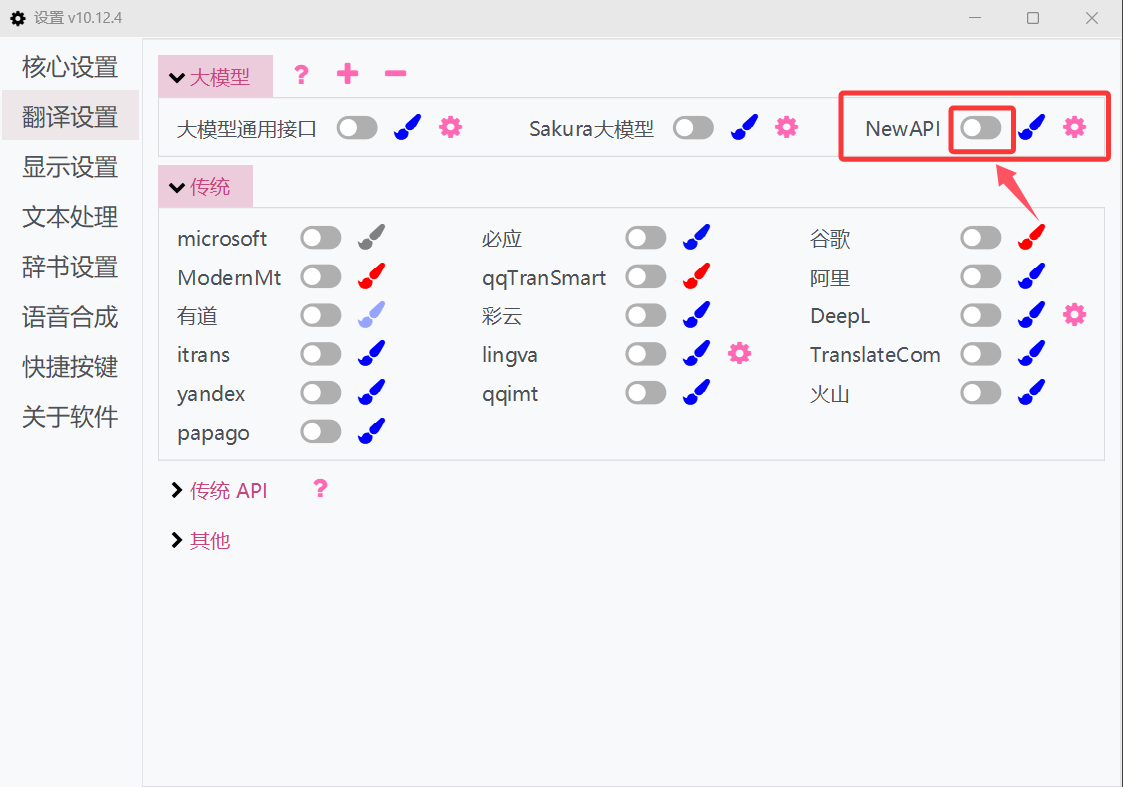 设置 v10.12.4
核心设置
翻译设置
显示设置
文本处理
辞书设置
语音合成
快捷按键
关于软件
大模型 ?
大模型通用接口 Sakura大模型 NewAPI
传统
microsoft 必应 谷歌
ModernMt qqTranSmart 阿里
有道 彩云 DeepL
itrans lingva TranslateCom
yandex qqimt 火山
papago
传统 API ?
其他